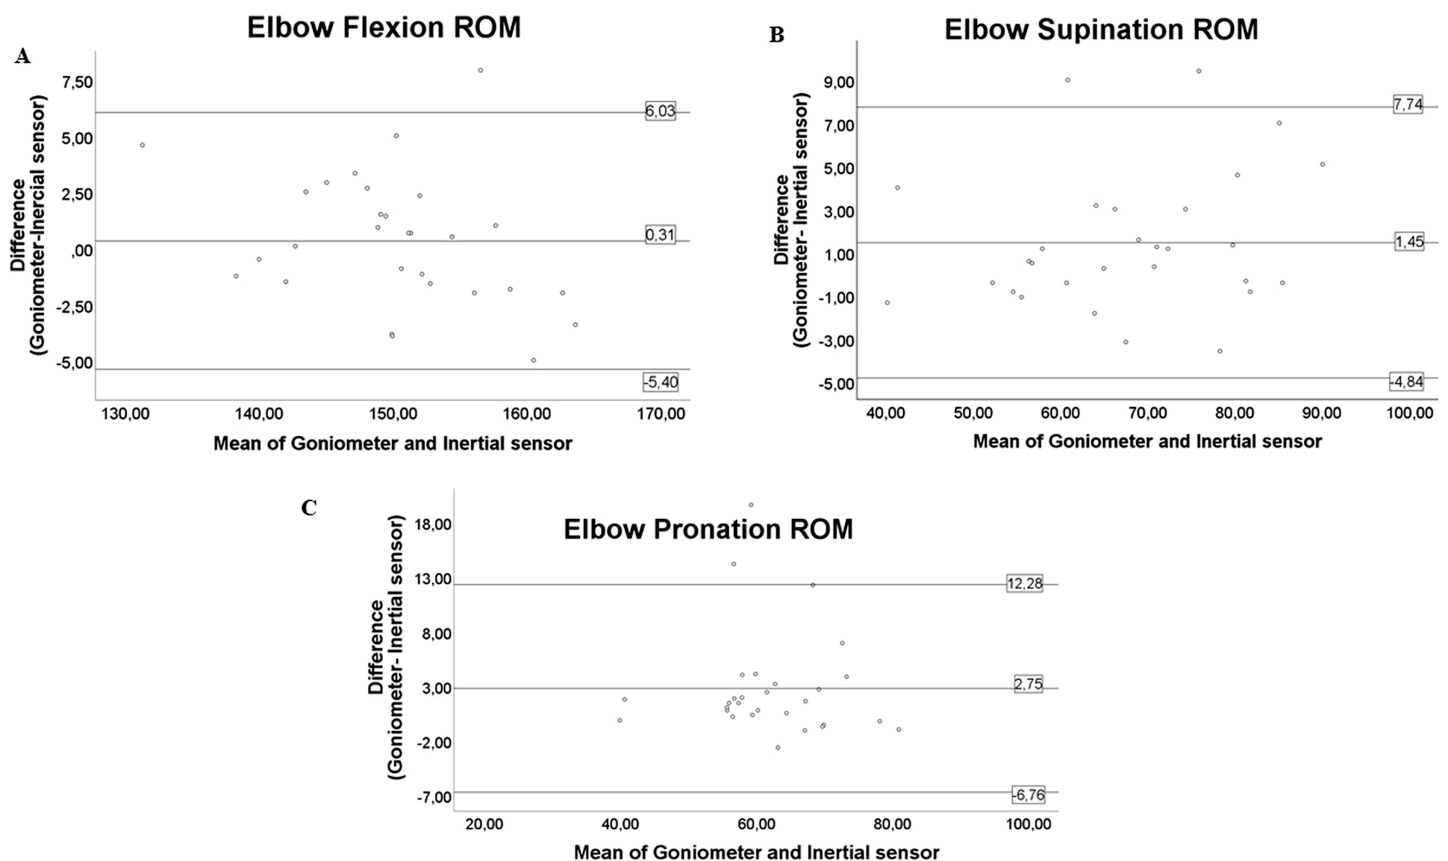 A
Elbow Flexion ROM
Difference
(Goniometer-Inercial sensor)
7,50
5,00
2,50
,00
-2,50
-5,00
6,03
0,31
-5,40
130,00 140,00 150,00 160,00 170,00
Mean of Goniometer and Inertial sensor
B
Elbow Supination ROM
Difference
(Goniometer- Inertial sensor)
9,00
7,00
5,00
3,00
1,00
-1,00
-3,00
-5,00
7,74
1,45
-4,84
40,00 50,00 60,00 70,00 80,00 90,00 100,00
Mean of Goniometer and Inertial sensor
C
Elbow Pronation ROM
Difference
(Goniometer- Inertial sensor)
18,00
13,00
8,00
3,00
-2,00
-7,00
12,28
2,75
-6,76
20,00 40,00 60,00 80,00 100,00
Mean of Goniometer and Inertial sensor